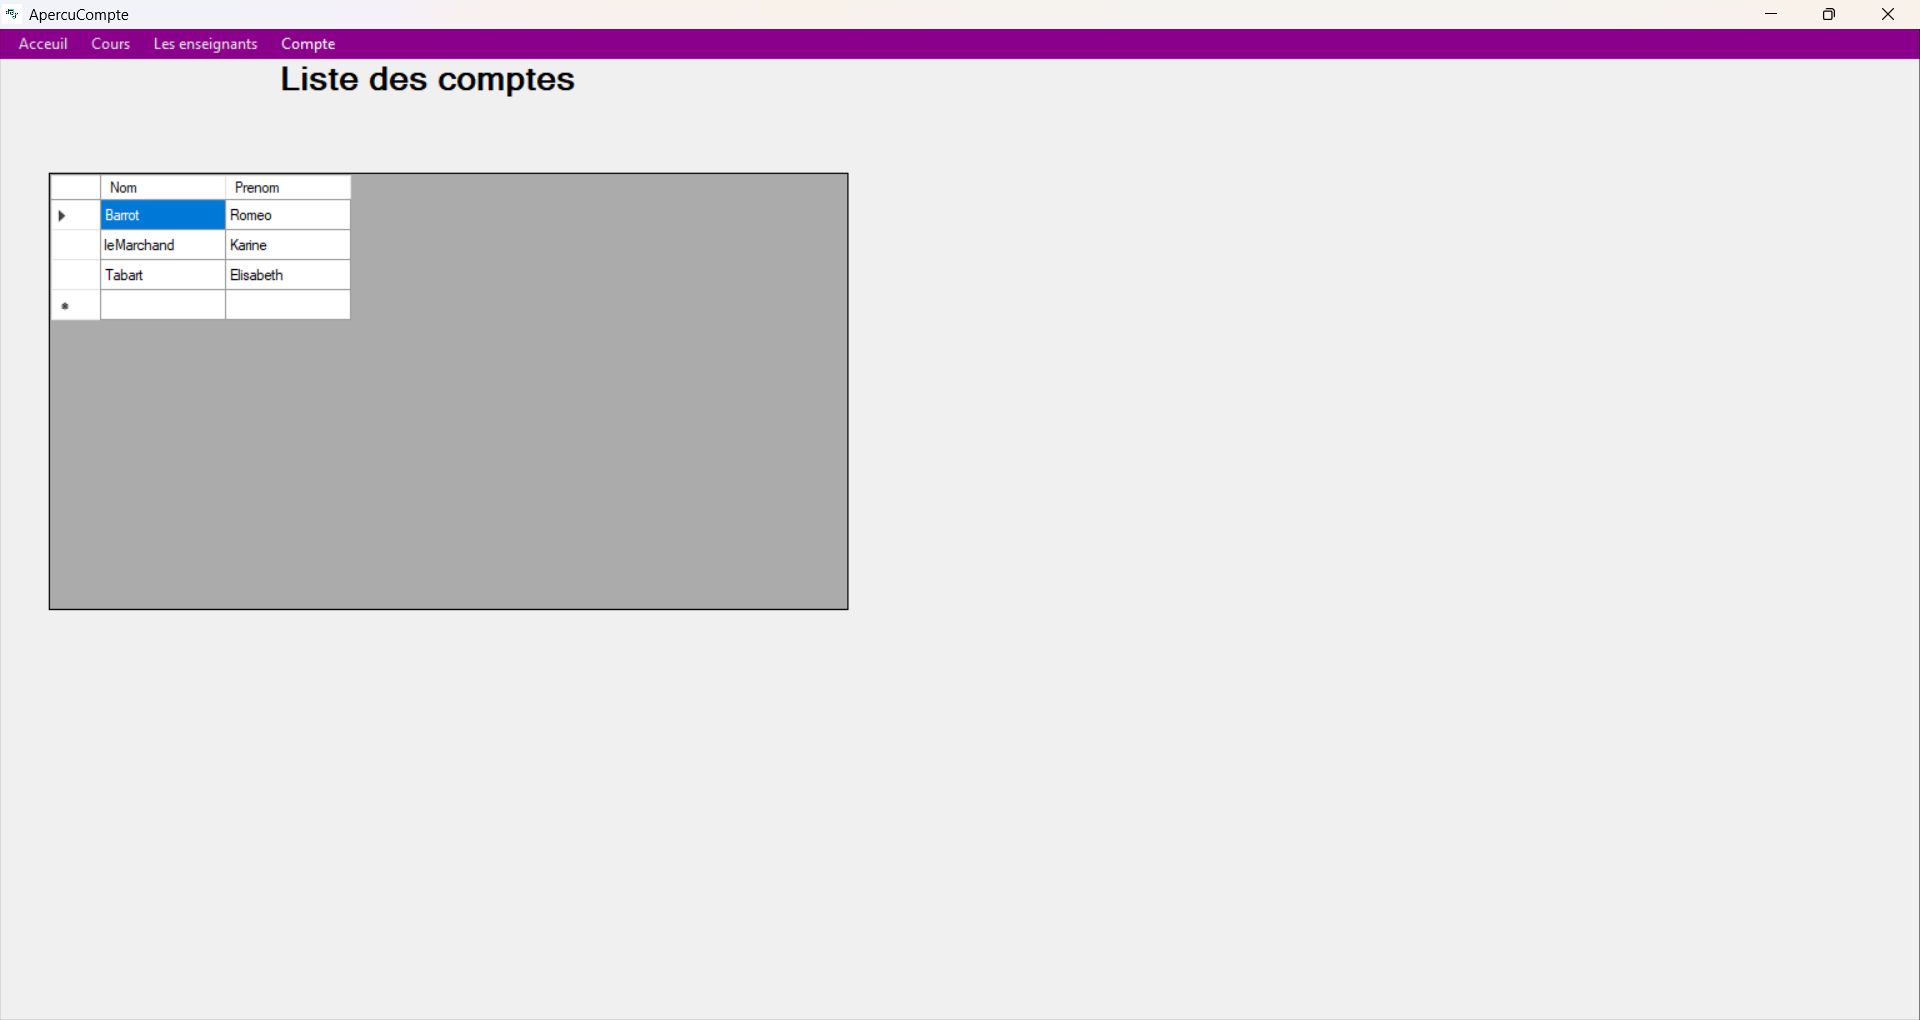 ApercuCompte
Acceuil Cours Les enseignants Compte
Liste des comptes
Nom Prenom
Barrot Romeo
leMarchand Karine
Tabart Elisabeth